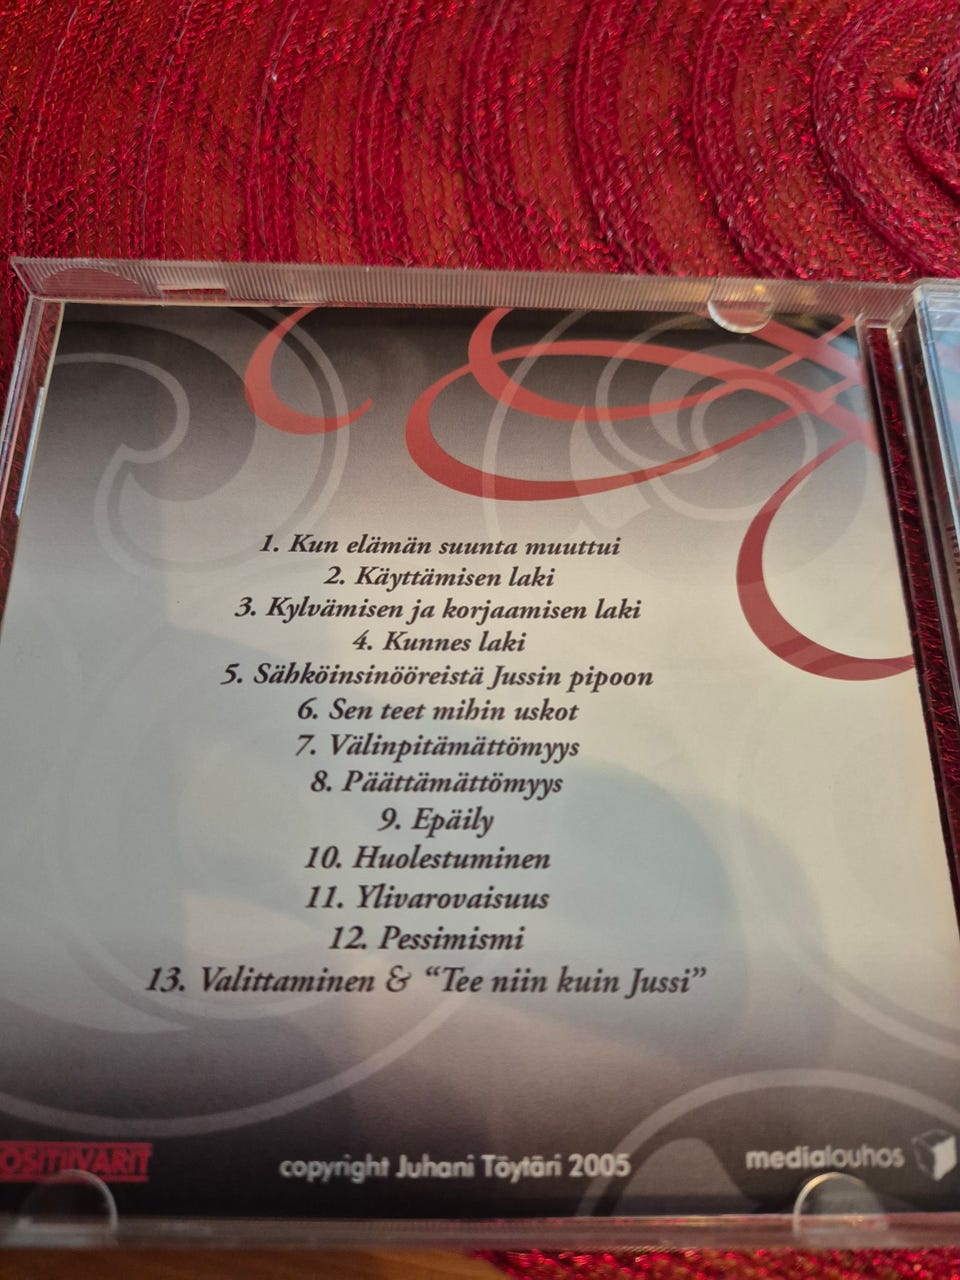 1. Kun elämän suunta muuttui
2. Käyttämisen laki
3. Kylvämisen ja korjaamisen laki
4. Kunnes laki
5. Sähköinsinööreistä Jussin pipoon
6. Sen teet mihin uskot
7. Välinpitämättömyys
8. Päättämättömyys
9. Epäily
10. Huolestuminen
11. Ylivarovaisuus
12. Pessimismi
13. Valittaminen & “Tee niin kuin Jussi”
OSITIIVARIT
copyright Juhani Töytäri 2005
medialouhos